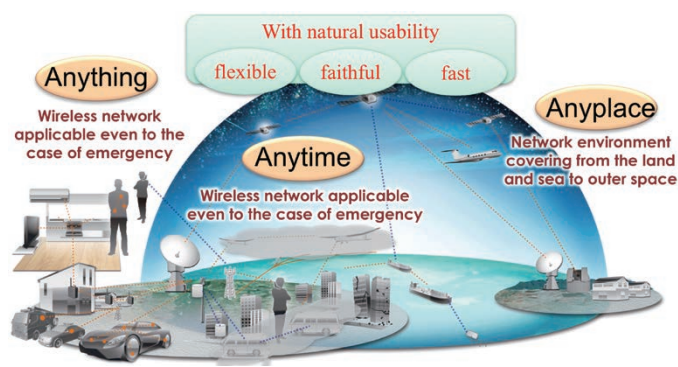 With natural usability
flexible
faithful
fast
Anything
Wireless network
applicable even to the
case of emergency
Anytime
Wireless network applicable
even to the case of emergency
Anyplace
Network environment
covering from the land
and sea to outer space